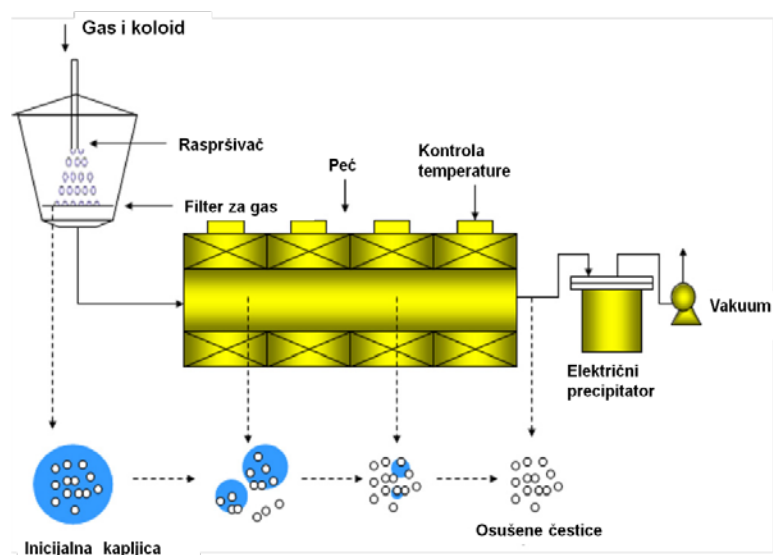 Gas i koloid
Raspršivač
Filter za gas
Peć
Kontrola
temperature
Vakuum
Električni
precipitator
Osušene čestice
Inicijalna kapljica